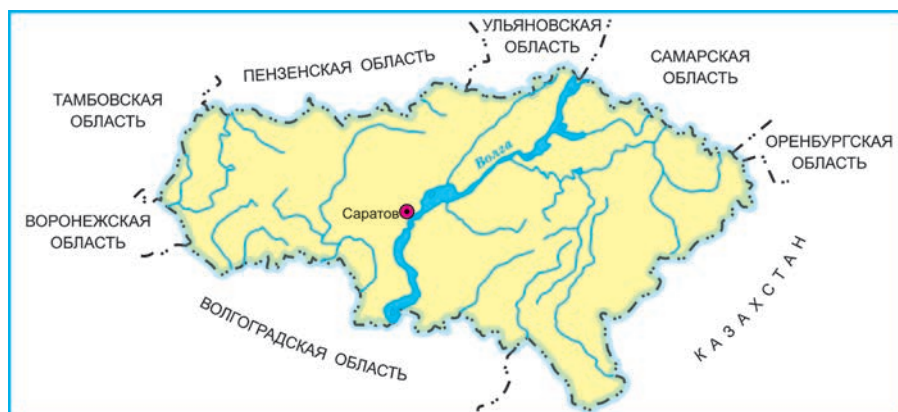 УЛЬЯНОВСКАЯ
ОБЛАСТЬ
ПЕНЗЕНСКАЯ ОБЛАСТЬ
САМАРСКАЯ
ОБЛАСТЬ
ТАМБОВСКАЯ
ОБЛАСТЬ
ОРЕНБУРГСКАЯ
ОБЛАСТЬ
Волга
Саратов
ВОРОНЕЖСКАЯ
ОБЛАСТЬ
КАЗАХСТАН
ВОЛГОГРАДСКАЯ ОБЛАСТЬ